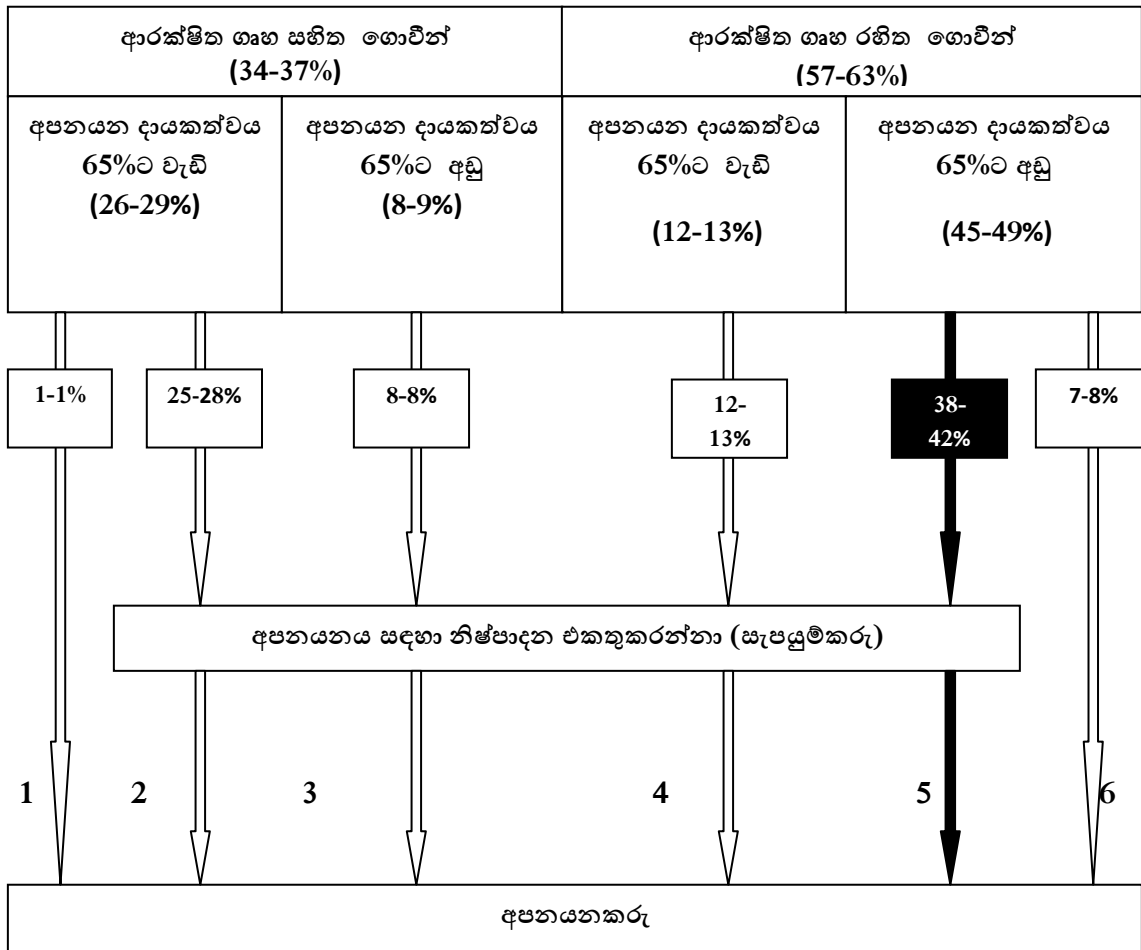 ආරක්ෂිත ගෘහ සහිත ගොවීන්
(34-37%)
ආරක්ෂිත ගෘහ රහිත ගොවීන්
(57-63%)
අපනයන දායකත්වය
65%ට වැඩි
(26-29%)
අපනයන දායකත්වය
65%ට අඩු
(8-9%)
අපනයන දායකත්වය
65%ට වැඩි
(12-13%)
අපනයන දායකත්වය
65%ට අඩු
(45-49%)
1-1%
25-28%
8-8%
12-
13%
38-
42%
7-8%
අපනයනය සඳහා නිෂ්පාදන එකතුකරන්නා (සැපයුම්කරු)
1
2
3
4
5
6
අපනයනකරු